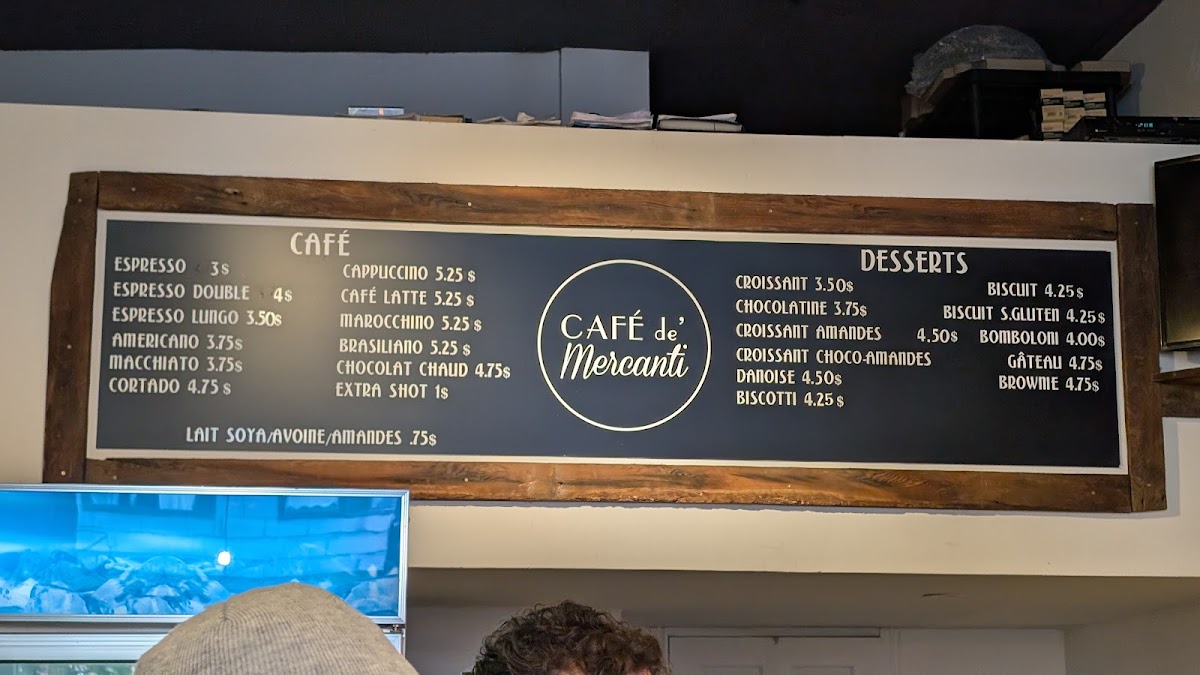 CAFÉ
ESPRESSO 3$
ESPRESSO DOUBLE 4$
ESPRESSO LUNGO 3.50$
AMERICANO 3.75$
MACCHIATO 3.75$
CORTADO 4.75 $
CAPPUCCINO 5.25 $
CAFÉ LATTE 5.25 $
MAROCCHINO 5.25 $
BRASILIANO 5.25 $
CHOCOLAT CHAUD 4.75$
EXTRA SHOT 1$
LAIT SOYA/AVOINE/AMANDES .75$
CAFÉ de'
Mercanti
DESSERTS
CROISSANT 3.50$
CHOCOLATINE 3.75$
CROISSANT AMANDES 4.50$
CROISSANT CHOCO-AMANDES
DANOISE 4.50$
BISCOTTI 4.25 $
BISCUIT 4.25 $
BISCUIT S.GLUTEN 4.25$
BOMBOLONI 4.00$
GÂTEAU 4.75$
BROWNIE 4.75$